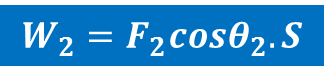 W₂ = F₂cosθ₂.S